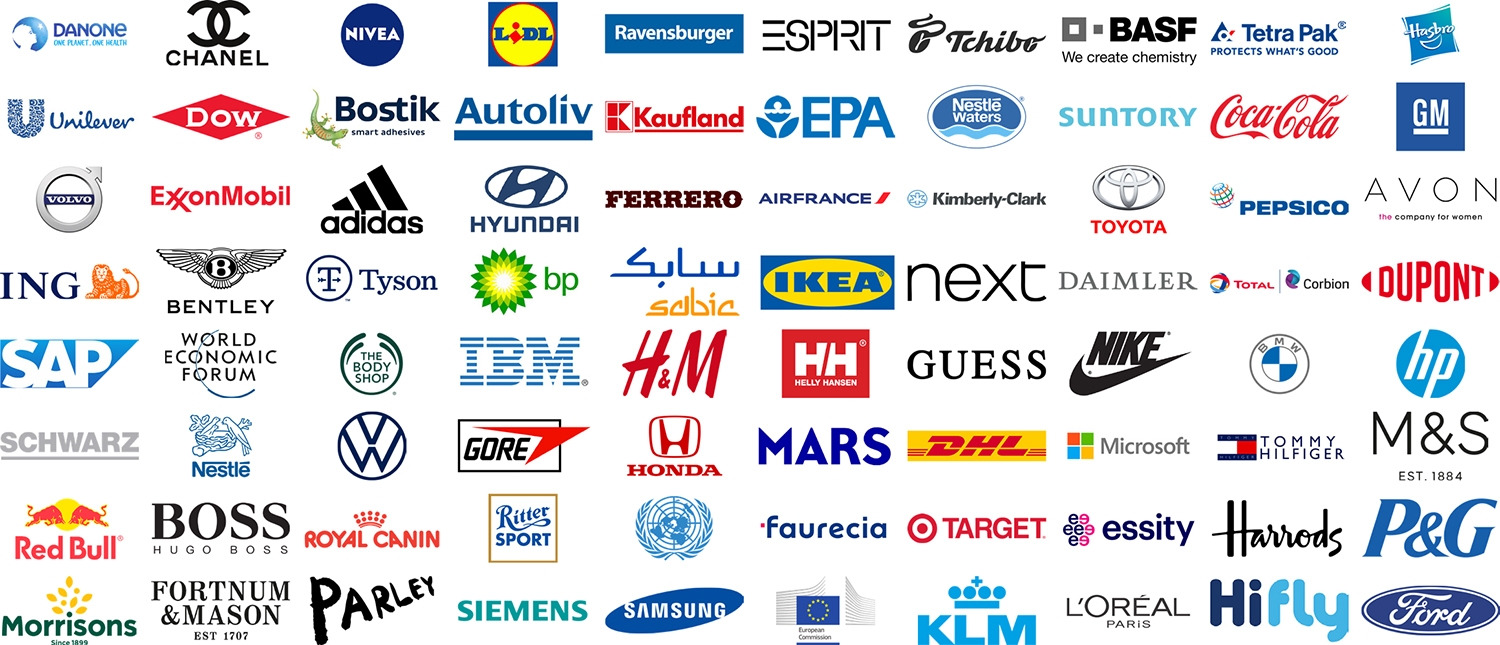 DANONE
ONE PLANET. ONE HEALTH
CHANEL
NIVEA
LiDL
Ravensburger
ESPRIT
Tchibo
BASF
We create chemistry
Tetra Pak®
PROTECTS WHAT'S GOOD
Hasbro
Unilever
DOW
®
Bostik
smart adhesives
Autoliv
Kaufland
EPA
Nestlé
Waters
®
SUNTORY
Coca-Cola
GM
VOLVO
ExxonMobil
adidas
HYUNDAI
FERRERO
AIRFRANCE
Kimberly-Clark
TOYOTA
PEPSICO
AVON
the company for women
ING
B
BENTLEY
T
™
Tyson
bp
سابك
sabic
IKEA
®
next
DAIMLER
TOTAL
Corbion
DUPONT
SAP
WORLD
ECONOMIC
FORUM
THE
BODY
SHOP
®
IBM
®
H&M
HH
®
HELLY HANSEN
GUESS
NIKE
BMW
hp
SCHWARZ
Nestlé
VW
GORE
HONDA
MARS
DHL
Microsoft
TOMMY
HILFIGER
TOMMY
HILFIGER
M&S
EST. 1884
Red Bull®
BOSS
HUGO BOSS
ROYAL CANIN
Ritter
SPORT
faurecia
TARGET
essity
Harrods
P&G
Morrisons
Since 1899
FORTNUM
&MASON
EST 1707
PARLEY
SIEMENS
SAMSUNG
European
Commission
KLM
L'ORÉAL
PARiS
Hifly
Ford